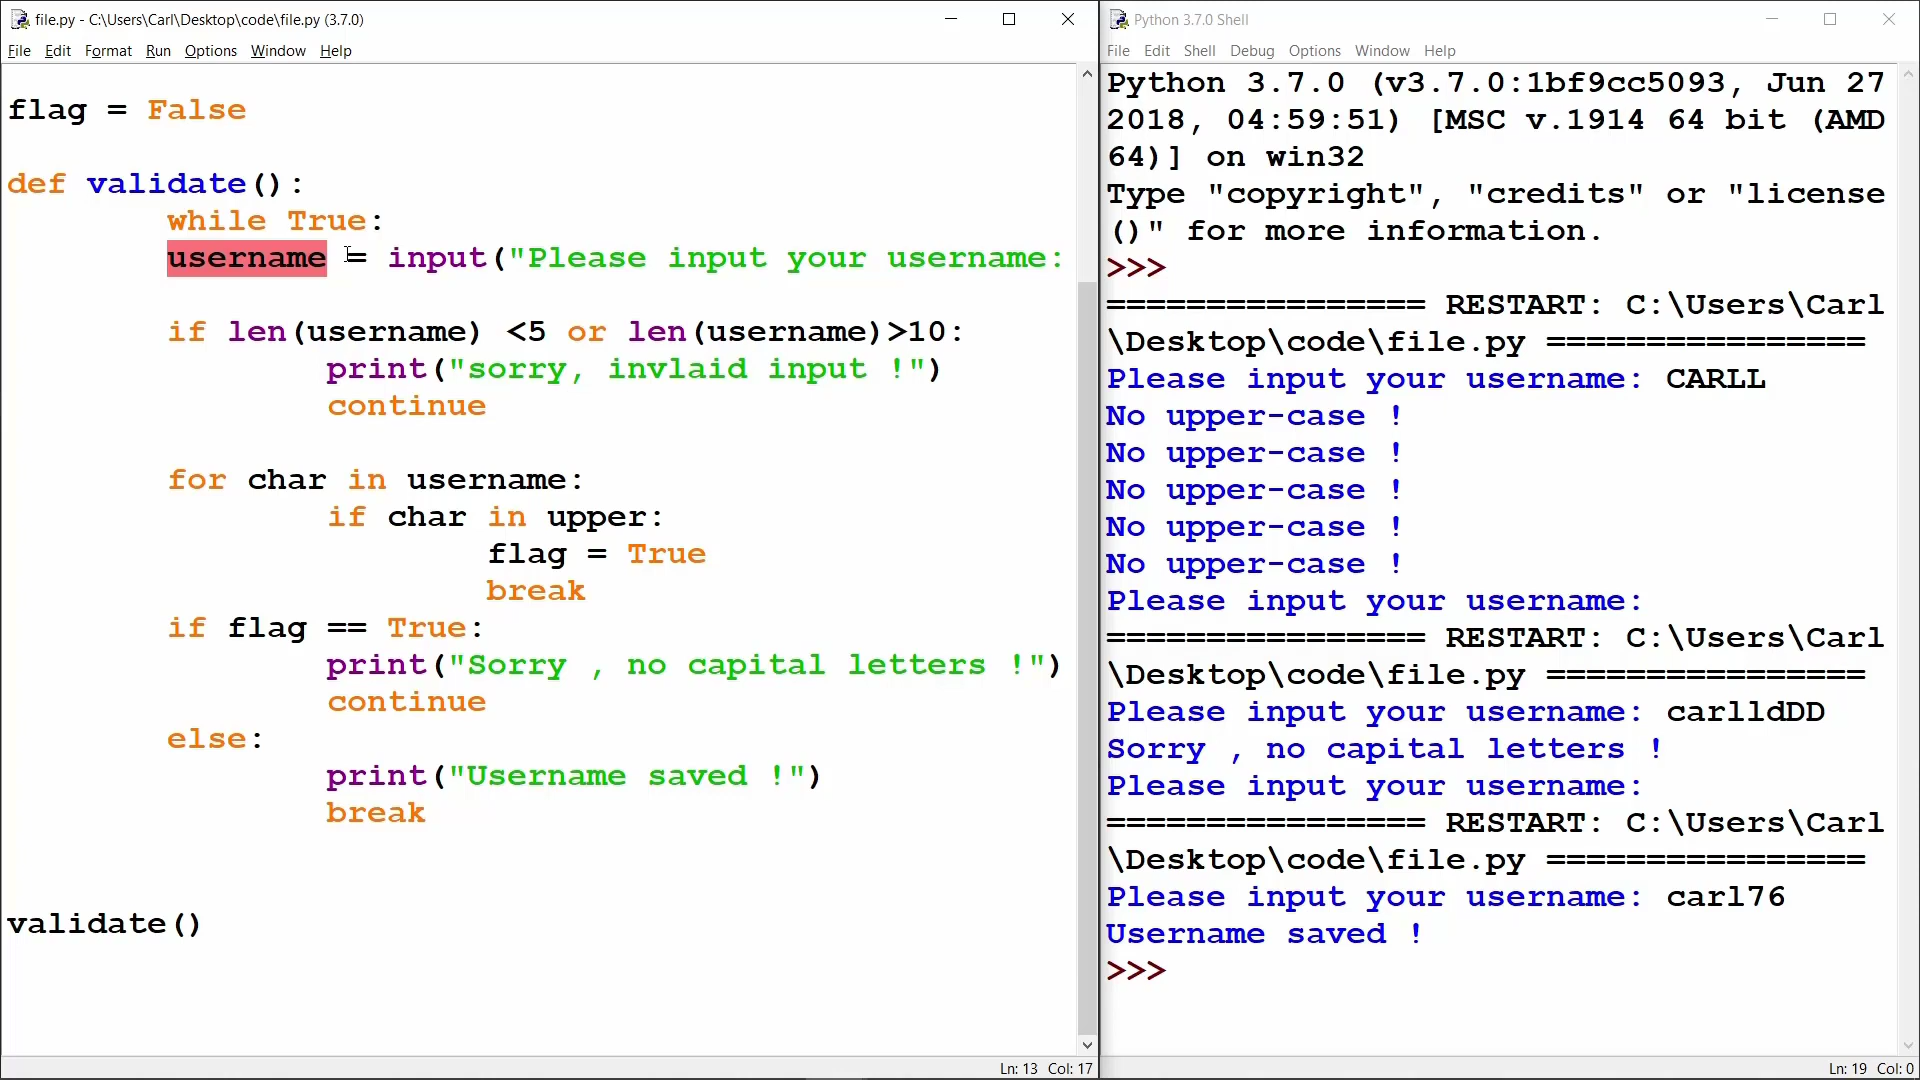 file.py - C:\Users\Carl\Desktop\code\file.py (3.7.0)
File Edit Format Run Options Window Help
flag = False
def validate():
while True:
username = input("Please input your username:
if len(username) <5 or len(username)>10:
print("sorry, invlaid input !")
continue
for char in username:
if char in upper:
flag = True
break
if flag == True:
print("Sorry , no capital letters !")
continue
else:
print("Username saved !")
break
validate()
Ln: 13 Col: 17
Python 3.7.0 Shell
File Edit Shell Debug Options Window Help
Python 3.7.0 (v3.7.0:1bf9cc5093, Jun 27
2018, 04:59:51) [MSC v.1914 64 bit (AMD
64)] on win32
Type "copyright", "credits" or "license
()" for more information.
>>>
================ RESTART: C:\Users\Carl
\Desktop\code\file.py ================
Please input your username: CARLL
No upper-case !
No upper-case !
No upper-case !
No upper-case !
No upper-case !
Please input your username:
================ RESTART: C:\Users\Carl
\Desktop\code\file.py ================
Please input your username: carlldDD
Sorry , no capital letters !
Please input your username:
================ RESTART: C:\Users\Carl
\Desktop\code\file.py ================
Please input your username: carl76
Username saved !
>>>
Ln: 19 Col: 0